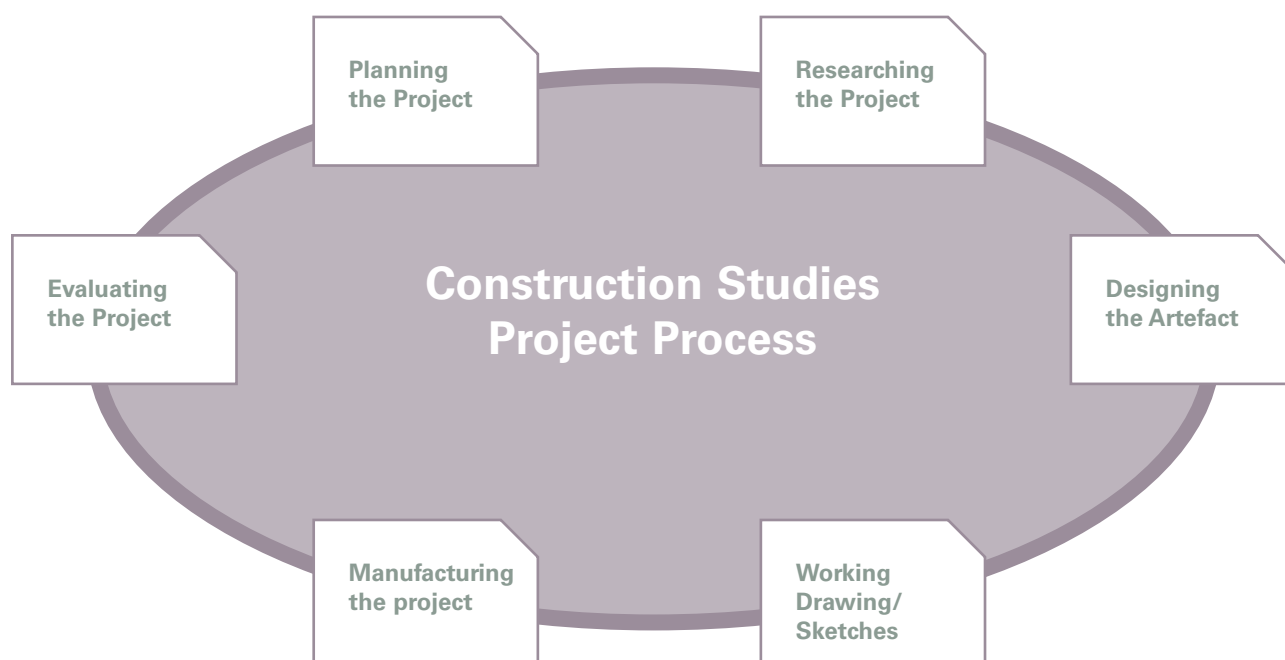 Planning
the Project
Researching
the Project
Evaluating
the Project
Construction Studies
Project Process
Designing
the Artefact
Manufacturing
the project
Working
Drawing/
Sketches